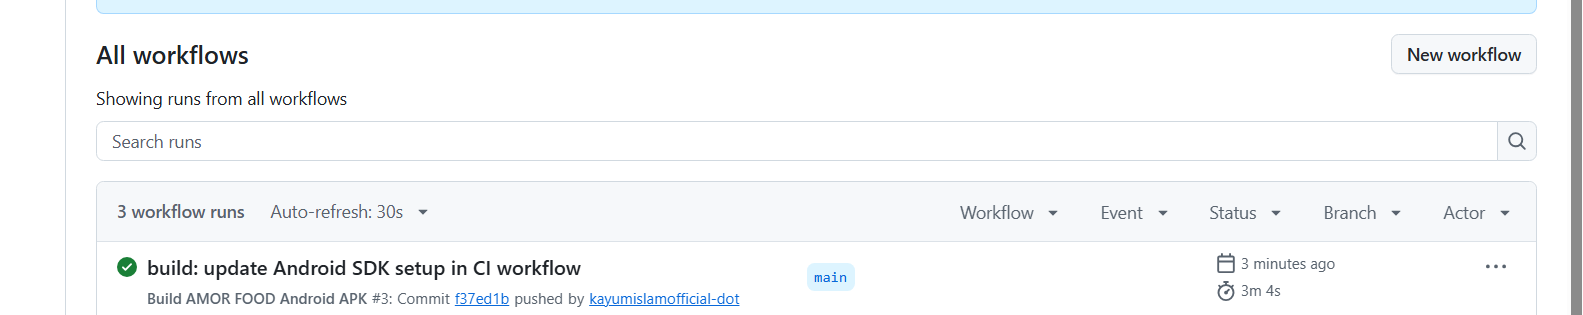 All workflows
New workflow
Showing runs from all workflows
Search runs
3 workflow runs Auto-refresh: 30s Workflow Event Status Branch Actor
build: update Android SDK setup in CI workflow
main
3 minutes ago
Build AMOR FOOD Android APK #3: Commit f37ed1b pushed by kayumislamofficial-dot
3m 4s